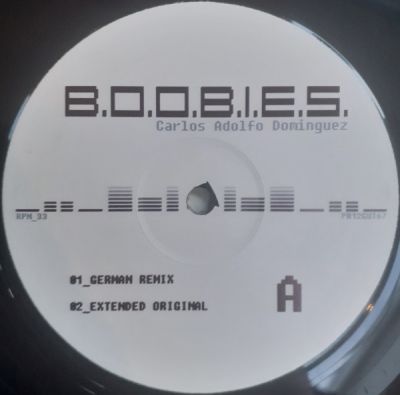 B.O.O.B.I.E.S.
Carlos Adolfo Dominguez
RPM_33
01_GERMAN REMIX
02_EXTENDED ORIGINAL
A